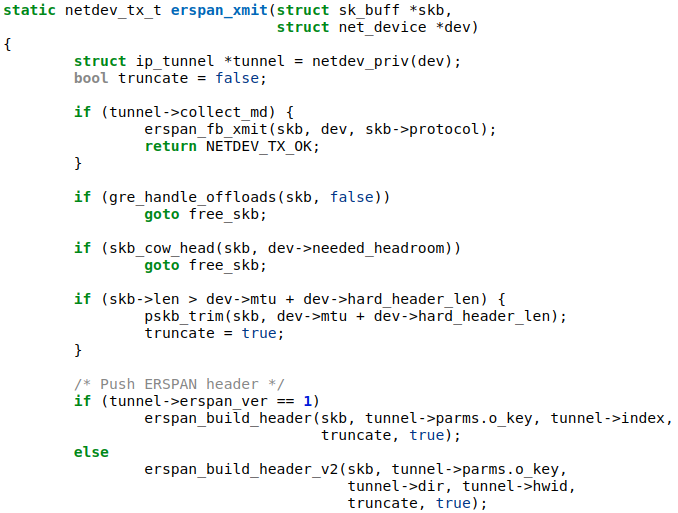 static netdev_tx_t erspan_xmit(struct sk_buff *skb,
                               struct net_device *dev)
{
        struct ip_tunnel *tunnel = netdev_priv(dev);
        bool truncate = false;

        if (tunnel->collect_md) {
                erspan_fb_xmit(skb, dev, skb->protocol);
                return NETDEV_TX_OK;
        }

        if (gre_handle_offloads(skb, false))
                goto free_skb;

        if (skb_cow_head(skb, dev->needed_headroom))
                goto free_skb;

        if (skb->len > dev->mtu + dev->hard_header_len) {
                pskb_trim(skb, dev->mtu + dev->hard_header_len);
                truncate = true;
        }

        /* Push ERSPAN header */
        if (tunnel->erspan_ver == 1)
                erspan_build_header(skb, tunnel->parms.o_key, tunnel->index,
                                    truncate, true);
        else
                erspan_build_header_v2(skb, tunnel->parms.o_key,
                                       tunnel->dir, tunnel->hwid,
                                       truncate, true);